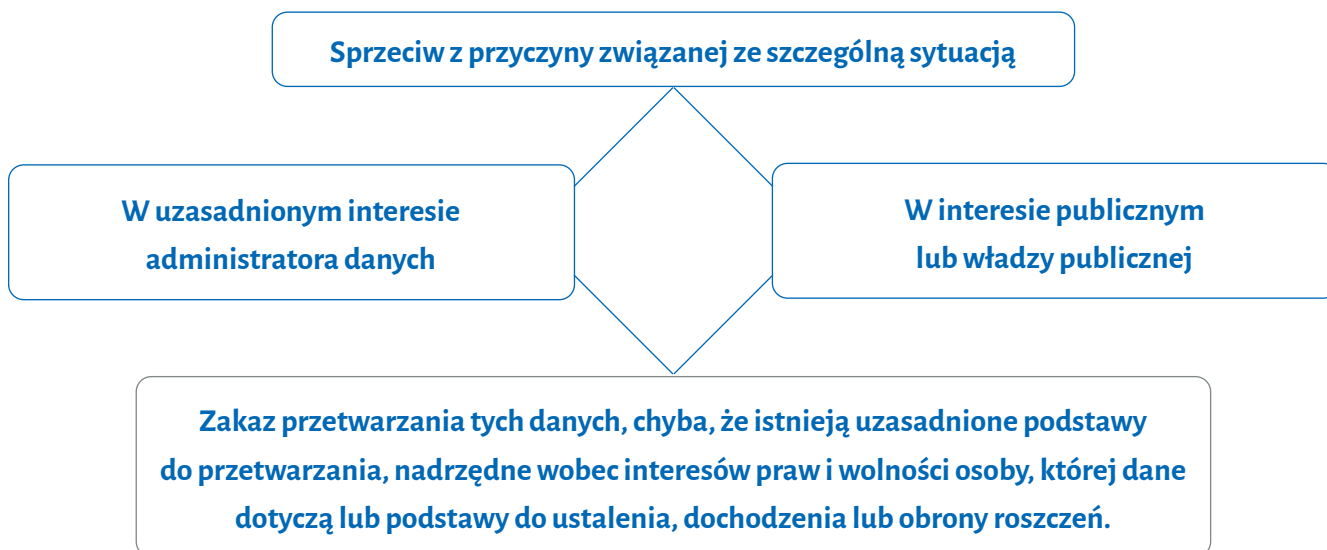 Sprzeciw z przyczyny związanej ze szczególną sytuacją
W uzasadnionym interesie
administratora danych
W interesie publicznym
lub władzy publicznej
Zakaz przetwarzania tych danych, chyba, że istnieją uzasadnione podstawy
do przetwarzania, nadrzędne wobec interesów praw i wolności osoby, której dane
dotyczą lub podstawy do ustalenia, dochodzenia lub obrony roszczeń.